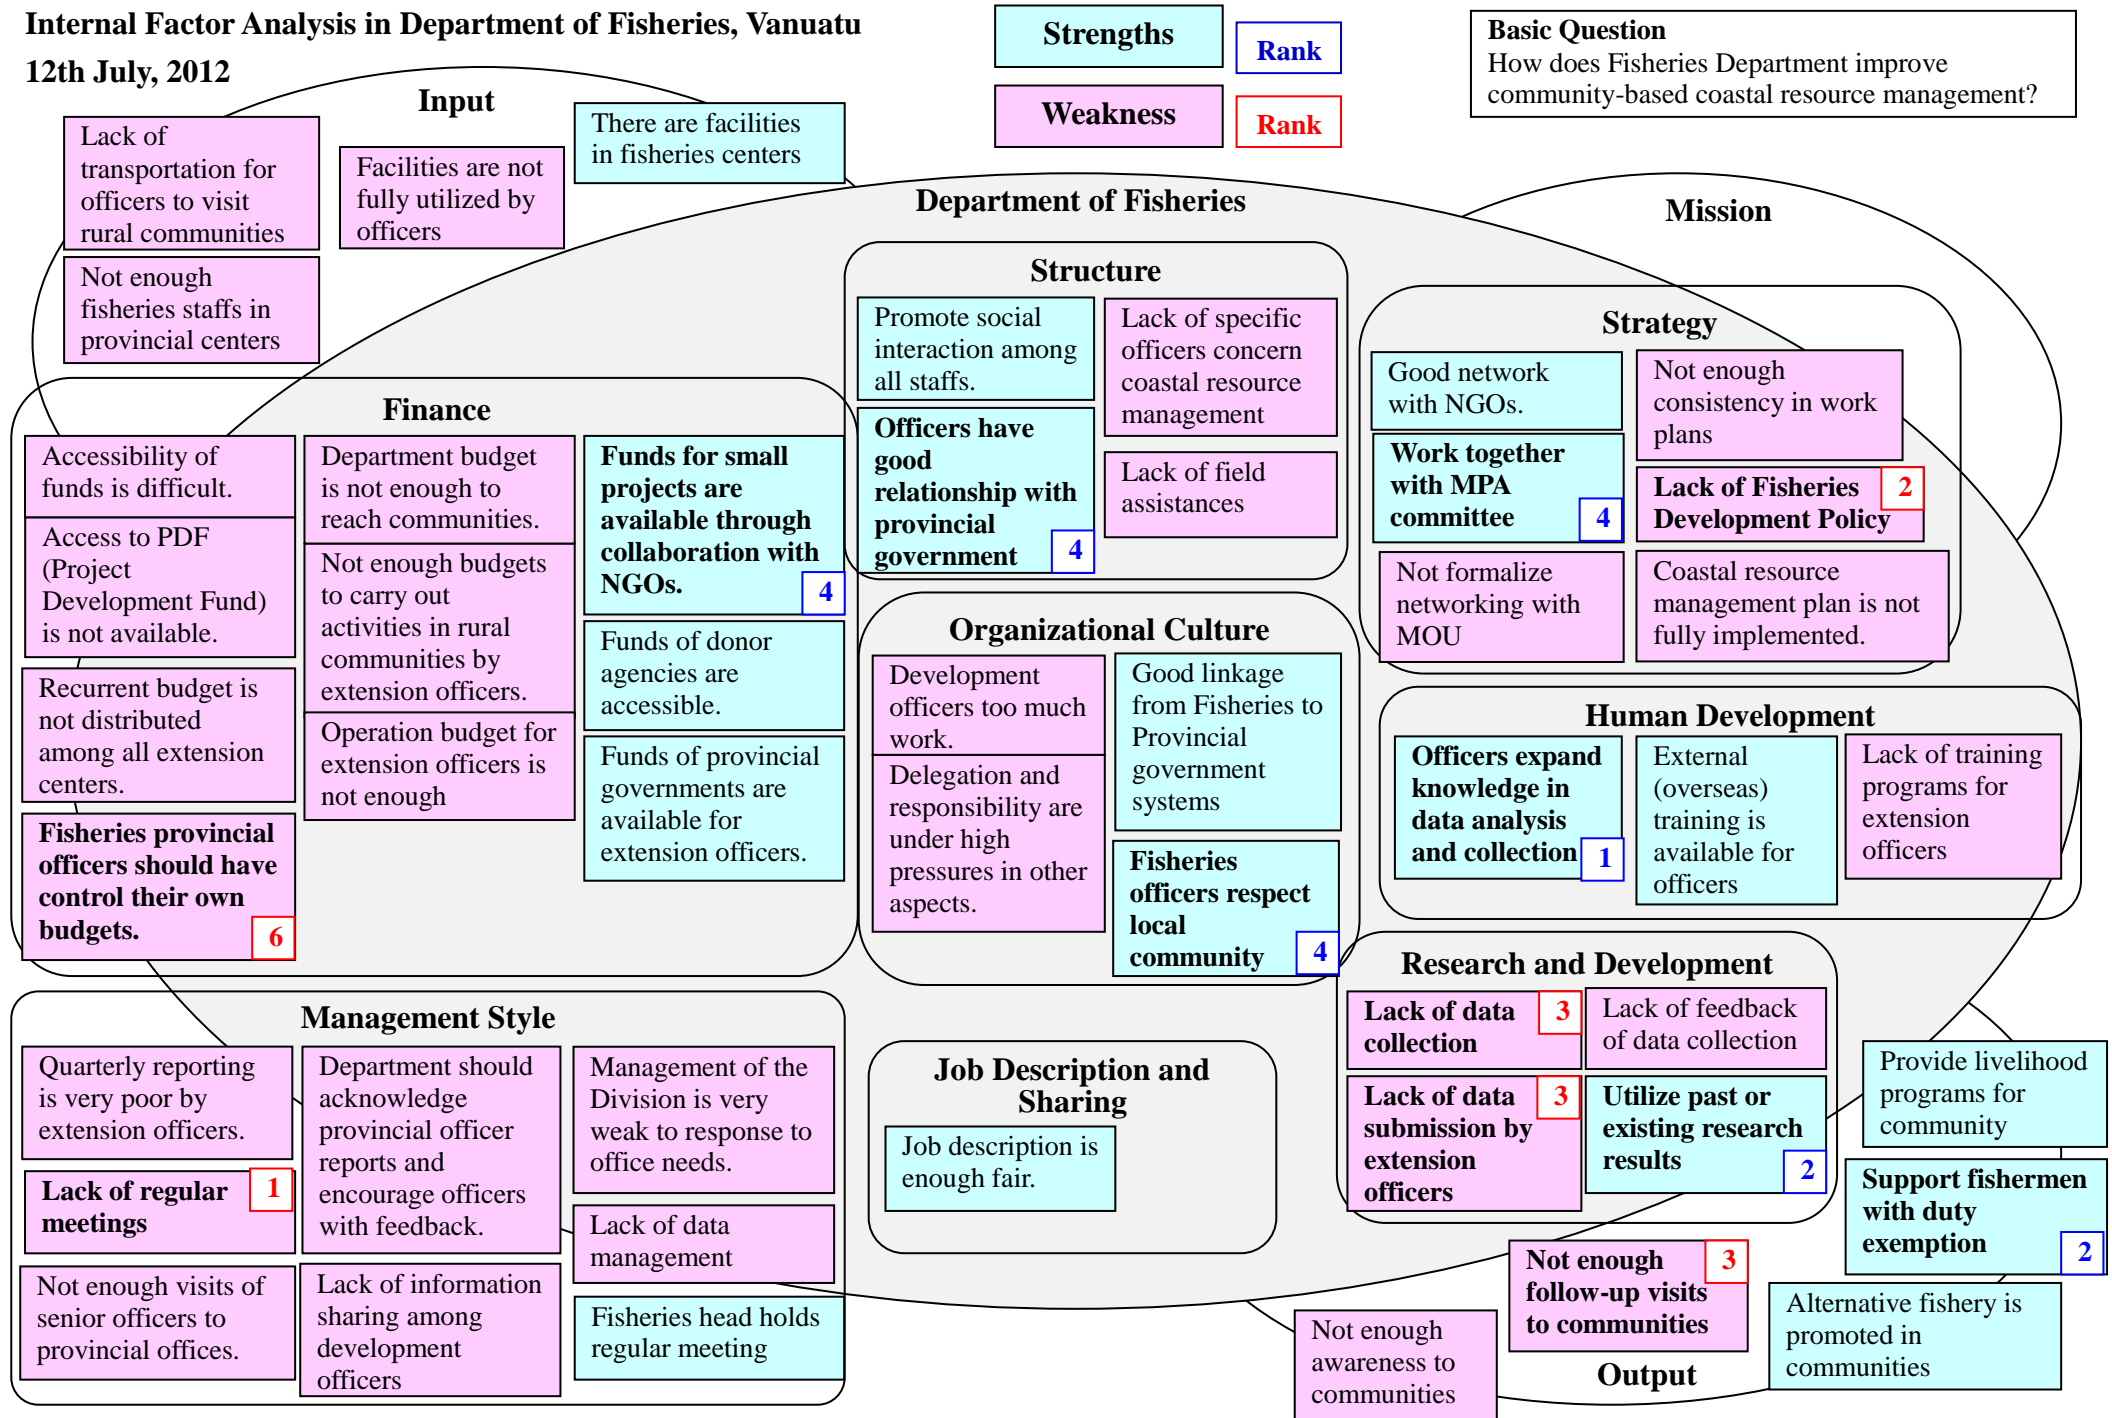 Internal Factor Analysis in Department of Fisheries, Vanuatu
12th July, 2012
Strengths
Rank
Weakness
Rank
Basic Question
How does Fisheries Department improve
community-based coastal resource management?
Input
Lack of
transportation for
officers to visit
rural communities
Facilities are not
fully utilized by
officers
There are facilities
in fisheries centers
Not enough
fisheries staffs in
provincial centers
Department of Fisheries
Mission
Structure
Promote social
interaction among
all staffs.
Lack of specific
officers concern
coastal resource
management
Officers have
good
relationship with
provincial
government
4
Lack of field
assistances
Strategy
Good network
with NGOs.
Not enough
consistency in work
plans
Work together
with MPA
committee
4
Lack of Fisheries
Development Policy
2
Not formalize
networking with
MOU
Coastal resource
management plan is not
fully implemented.
Finance
Accessibility of
funds is difficult.
Access to PDF
(Project
Development Fund)
is not available.
Recurrent budget is
not distributed
among all extension
centers.
Fisheries provincial
officers should have
control their own
budgets.
6
Department budget
is not enough to
reach communities.
Not enough budgets
to carry out
activities in rural
communities by
extension officers.
Operation budget for
extension officers is
not enough
Funds for small
projects are
available through
collaboration with
NGOs.
4
Funds of donor
agencies are
accessible.
Funds of provincial
governments are
available for
extension officers.
Organizational Culture
Development
officers too much
work.
Delegation and
responsibility are
under high
pressures in other
aspects.
Good linkage
from Fisheries to
Provincial
government
systems
Fisheries
officers respect
local
community
4
Human Development
Officers expand
knowledge in
data analysis
and collection
1
External
(overseas)
training is
available for
officers
Lack of training
programs for
extension
officers
Research and Development
Lack of data
collection
3
Lack of feedback
of data collection
Lack of data
submission by
extension
officers
3
Utilize past or
existing research
results
2
Management Style
Quarterly reporting
is very poor by
extension officers.
Lack of regular
meetings
1
Not enough visits of
senior officers to
provincial offices.
Department should
acknowledge
provincial officer
reports and
encourage officers
with feedback.
Lack of information
sharing among
development
officers
Management of the
Division is very
weak to response to
office needs.
Lack of data
management
Fisheries head holds
regular meeting
Job Description and
Sharing
Job description is
enough fair.
Provide livelihood
programs for
community
Support fishermen
with duty
exemption
2
Not enough
follow-up visits
to communities
3
Alternative fishery is
promoted in
communities
Not enough
awareness to
communities
Output